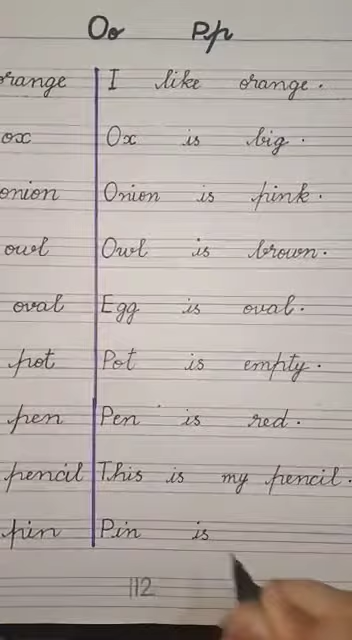 Oo Pp
orange I like orange.
ox Ox is big.
onion Onion is pink.
owl Owl is brown.
oval Egg is oval.
pot Pot is empty.
pen Pen is red.
pencil This is my pencil.
pin Pin is
112